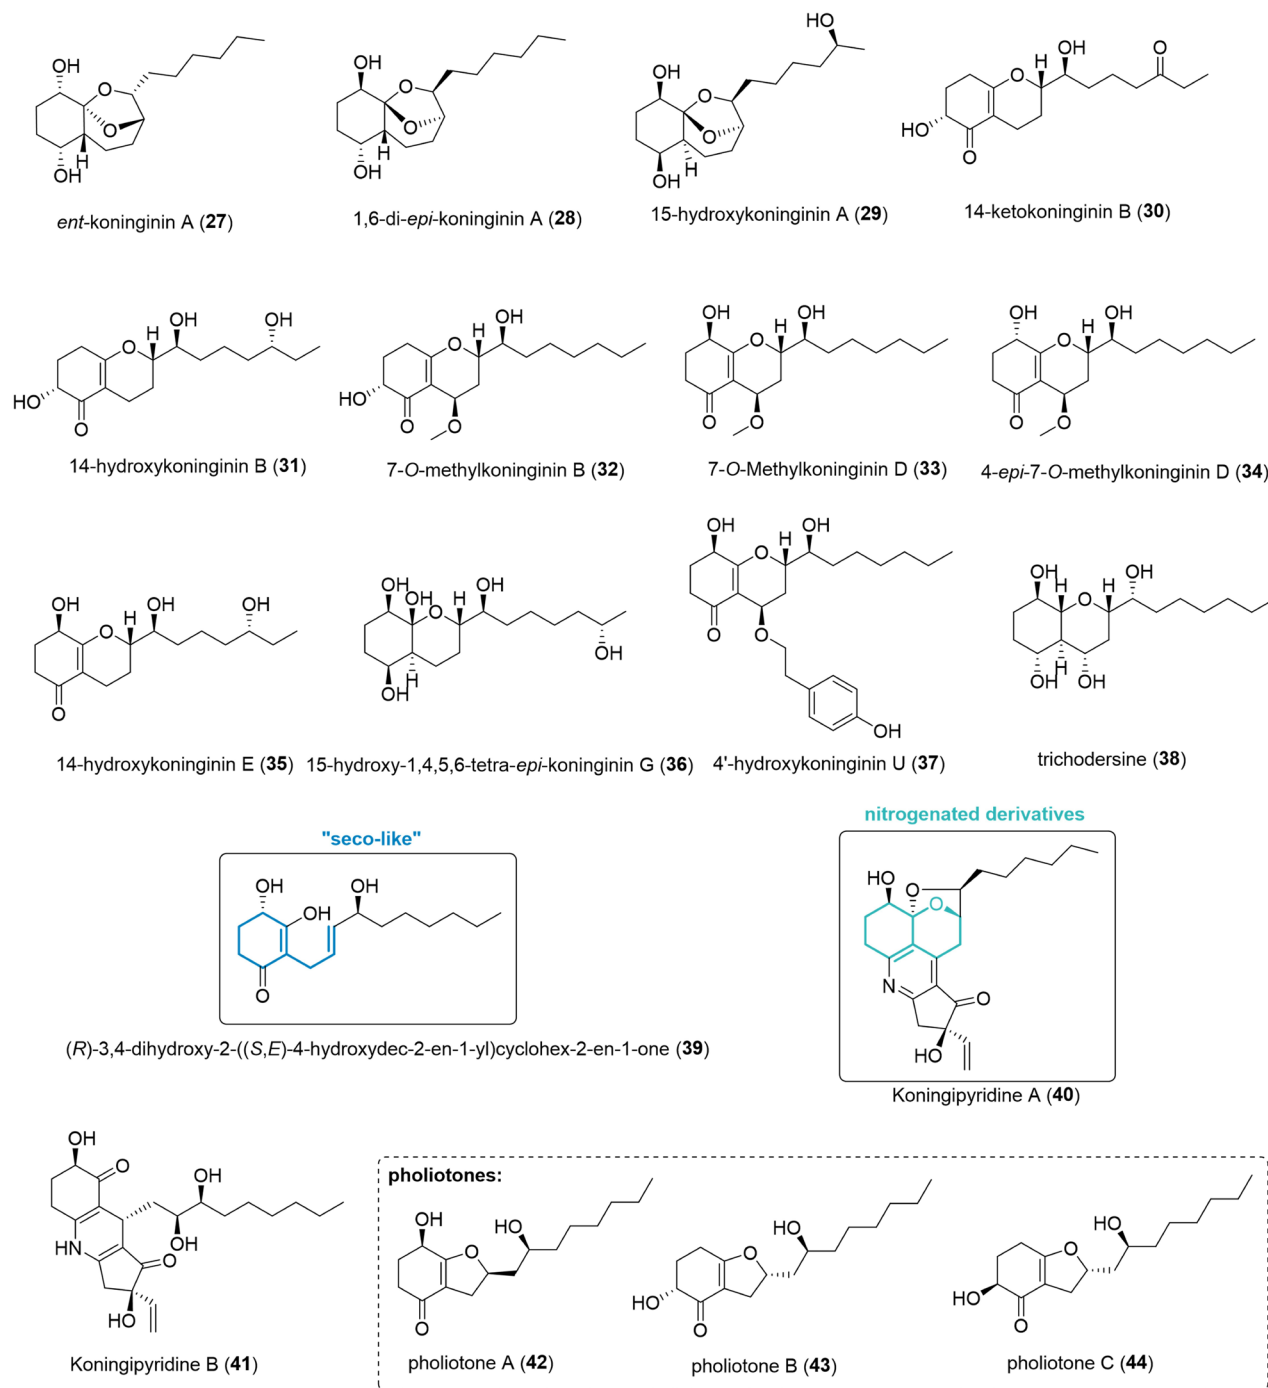 HO
OH
OH
OH
OH
O
O
O
O
O
H
HO
O
O
O
O
H
H
H
OH
OH
OH
ent-koninginin A (27)
1,6-di-epi-koninginin A (28)
15-hydroxykoninginin A (29)
14-ketokoninginin B (30)
OH
OH
OH
OH
OH
OH
OH
H
H
H
H
O
O
O
O
HO
HO
O
O
O
O
O
O
O
14-hydroxykoninginin B (31)
7-O-methylkoninginin B (32)
7-O-Methylkoninginin D (33)
4-epi-7-O-methylkoninginin D (34)
OH
OH
H
O
OH
OH
OH
OH
OH
H
OH
OH
OH
H
H
H
O
O
O
O
O
OH
H
H
OH
OH
OH
O
OH
14-hydroxykoninginin E (35)
15-hydroxy-1,4,5,6-tetra-epi-koninginin G (36)
4'-hydroxykoninginin U (37)
trichodersine (38)
"seco-like"
nitrogenated derivatives
OH
OH
OH
O
HO
O
O
N
O
HO
(R)-3,4-dihydroxy-2-((S,E)-4-hydroxydec-2-en-1-yl)cyclohex-2-en-1-one (39)
Koningipyridine A (40)
OH
O
OH
OH
HN
O
HO
Koningipyridine B (41)
pholiotones:
OH
HO
O
O
HO
O
HO
O
HO
O
HO
O
pholiotone A (42)
pholiotone B (43)
pholiotone C (44)